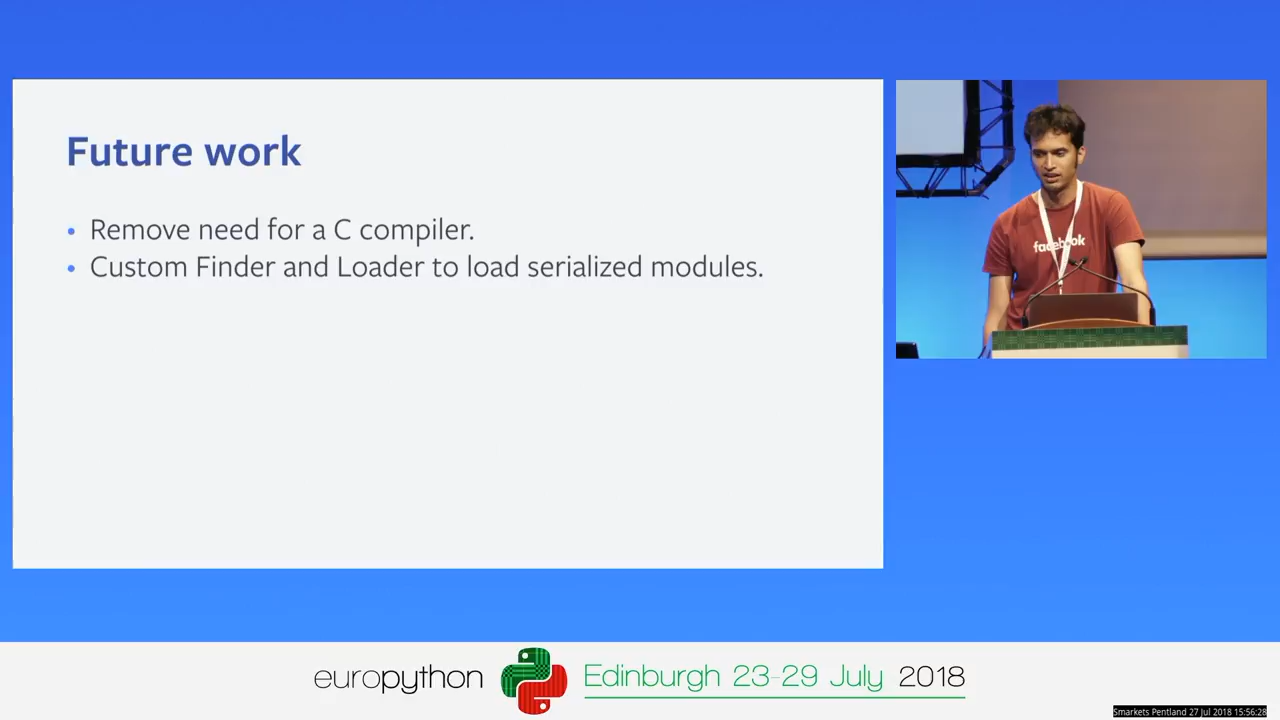 Future work
• Remove need for a C compiler.
• Custom Finder and Loader to load serialized modules.
facebook
europython Edinburgh 23-29 July 2018
Smarkets Pentland 27 Jul 2018 15:56:28